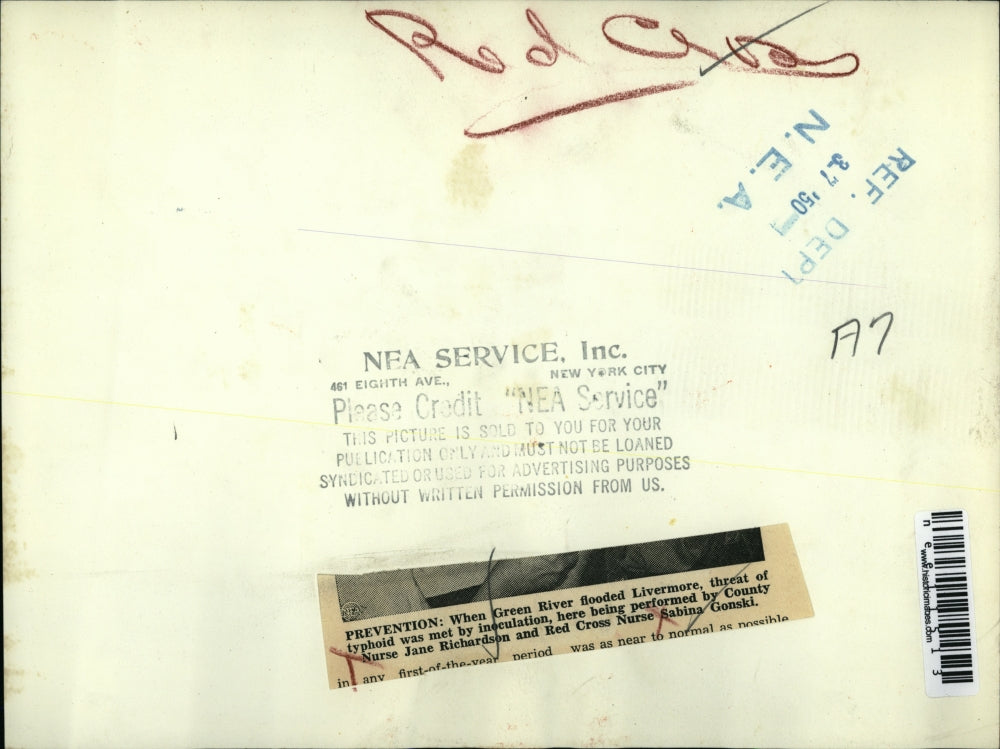 Red Cross
N. E. A.
3 7 '50
REF. DEPT
A7
NEA SERVICE, Inc.
461 EIGHTH AVE., NEW YORK CITY
Please Credit "NEA Service"
THIS PICTURE IS SOLD TO YOU FOR YOUR
PUBLICATION ONLY AND MUST NOT BE LOANED
SYNDICATED OR USED FOR ADVERTISING PURPOSES
WITHOUT WRITTEN PERMISSION FROM US.
PREVENTION: When Green River flooded Livermore, threat of
typhoid was met by inoculation, here being performed by County
Nurse Jane Richardson and Red Cross Nurse Sabina Gonski.
in any first-of-the-year period was as near to normal as possible